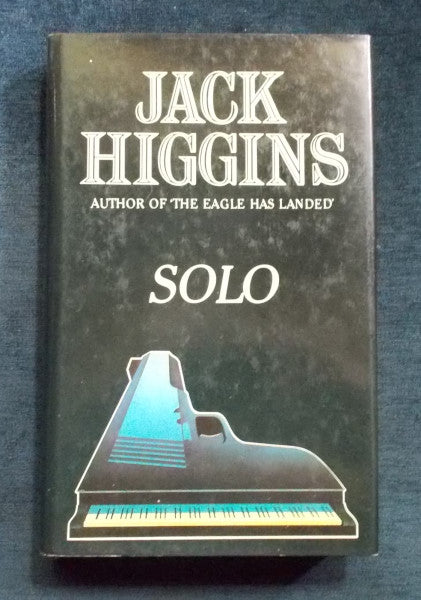 JACK
HIGGINS
AUTHOR OF 'THE EAGLE HAS LANDED'
SOLO